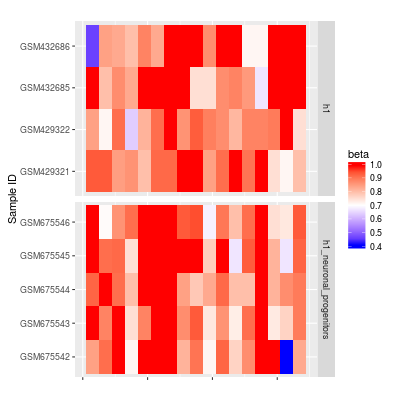 GSM432686
GSM432685
GSM429322
GSM429321
h1
GSM675546
GSM675545
GSM675544
GSM675543
GSM675542
h1_neuronal_progenitors
Sample ID
beta
1.0
0.9
0.8
0.7
0.6
0.5
0.4